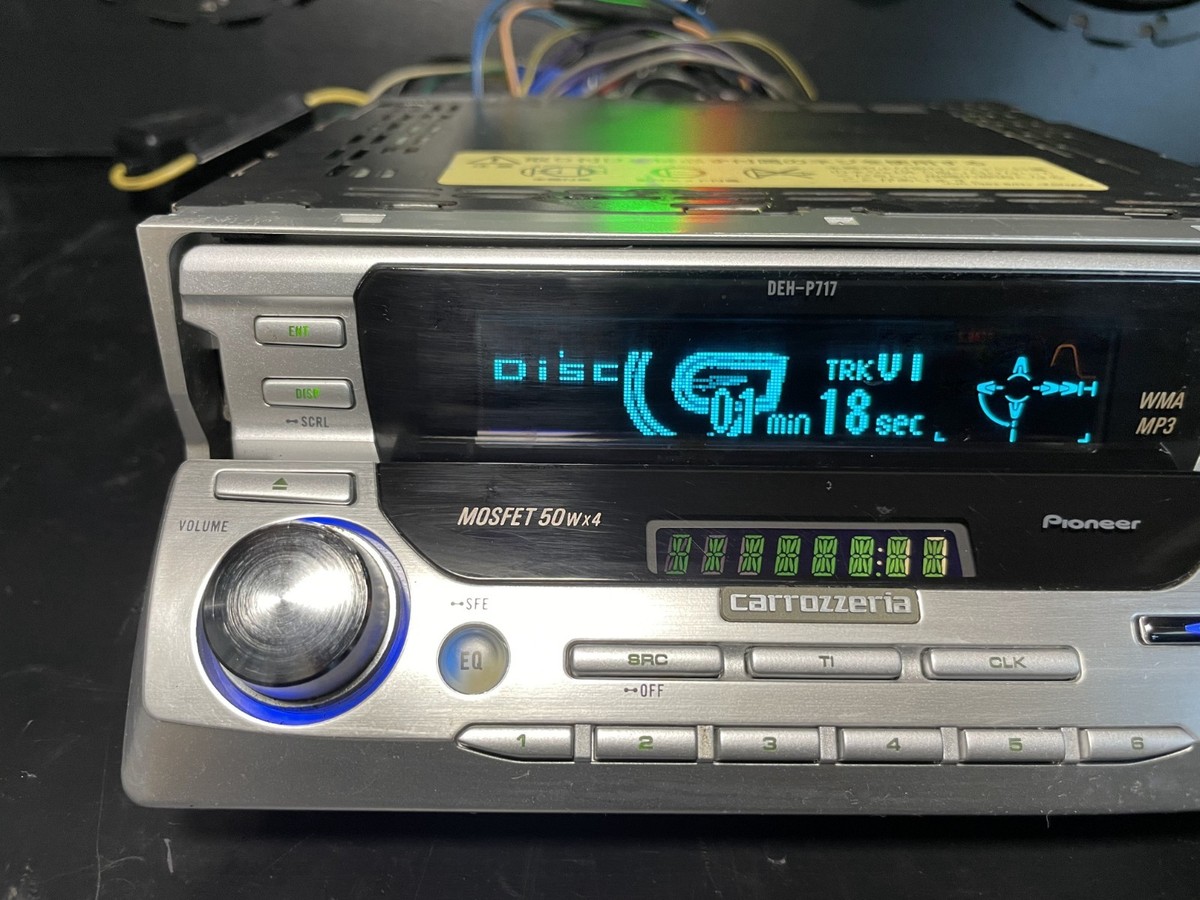 DEH-P717
ENT
DISP
SCRL
Disc
TRK
01 min 18 sec
WMA
MP3
VOLUME
MOSFET 50W×4
Pioneer
carrozzeria
SFE
EQ
SRC
TI
CLK
OFF
1
2
3
4
5
6